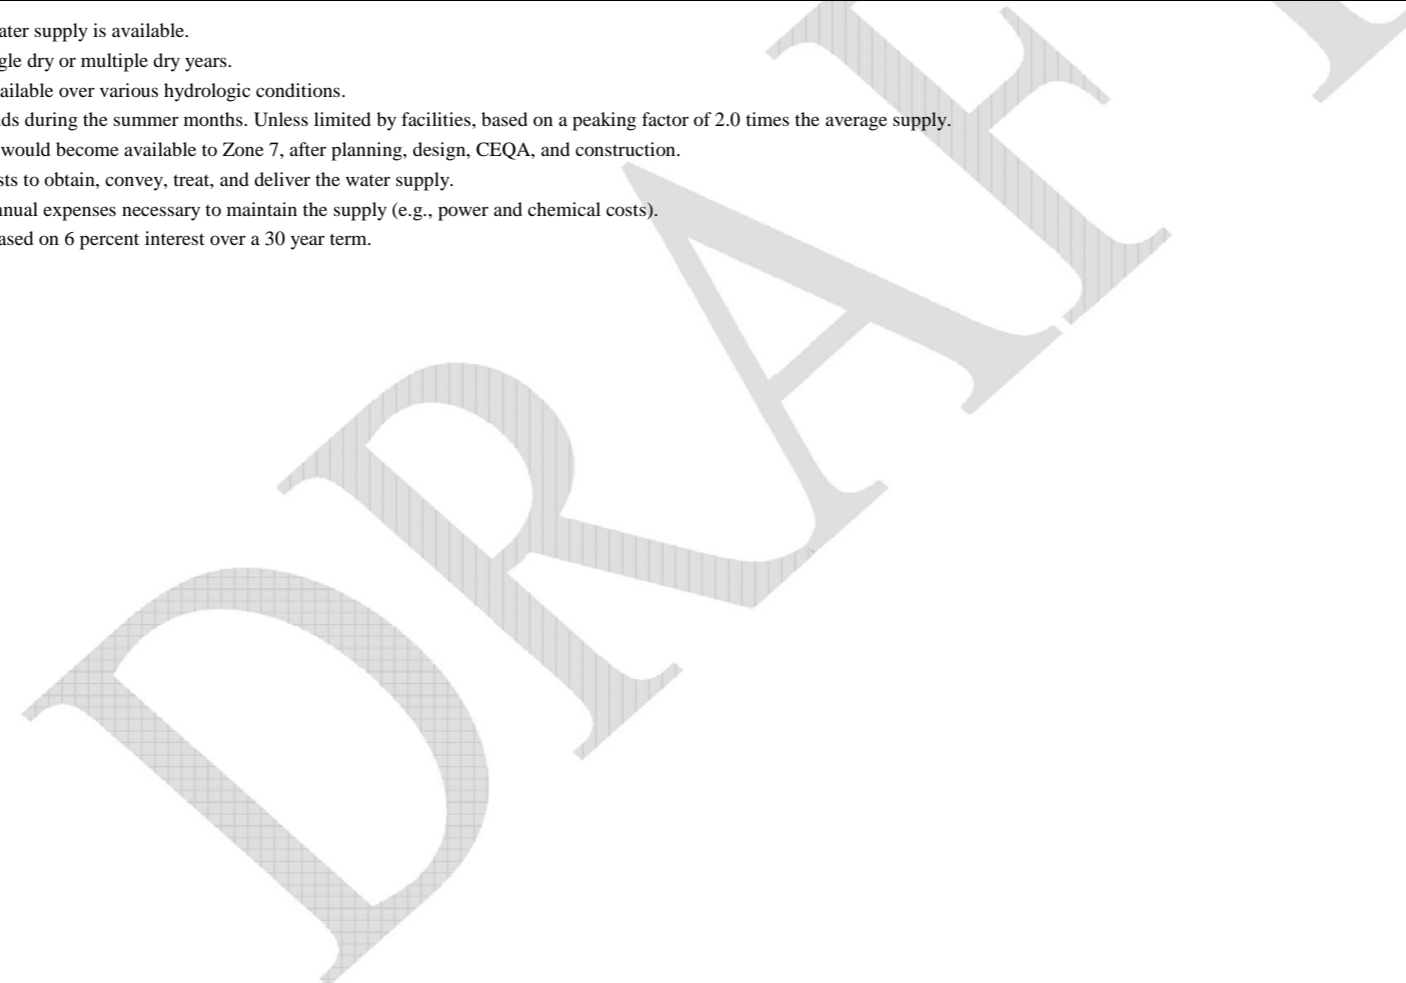 ater supply is available.
gle dry or multiple dry years.
ailable over various hydrologic conditions.
ds during the summer months. Unless limited by facilities, based on a peaking factor of 2.0 times the average supply.
would become available to Zone 7, after planning, design, CEQA, and construction.
sts to obtain, convey, treat, and deliver the water supply.
nnual expenses necessary to maintain the supply (e.g., power and chemical costs).
ased on 6 percent interest over a 30 year term.
DRAF